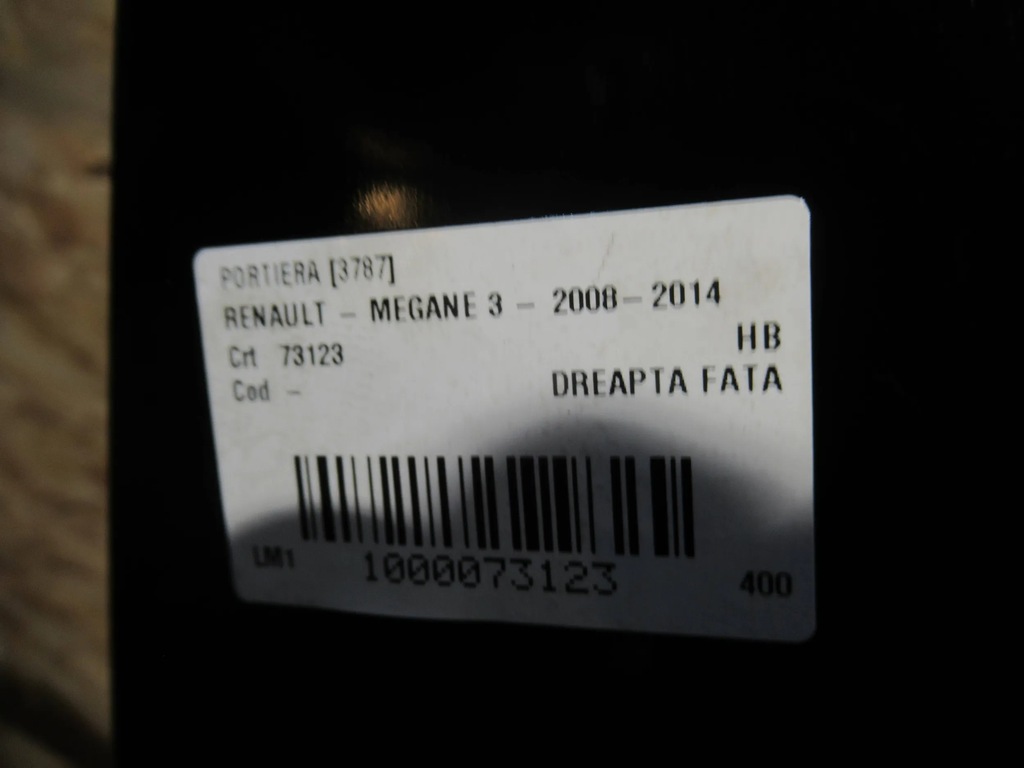 PORTIERA [3787]
RENAULT - MEGANE 3 - 2008-2014
HB
Crt 73123
DREAPTA FATA
Cod -
1000073123
LM1
400